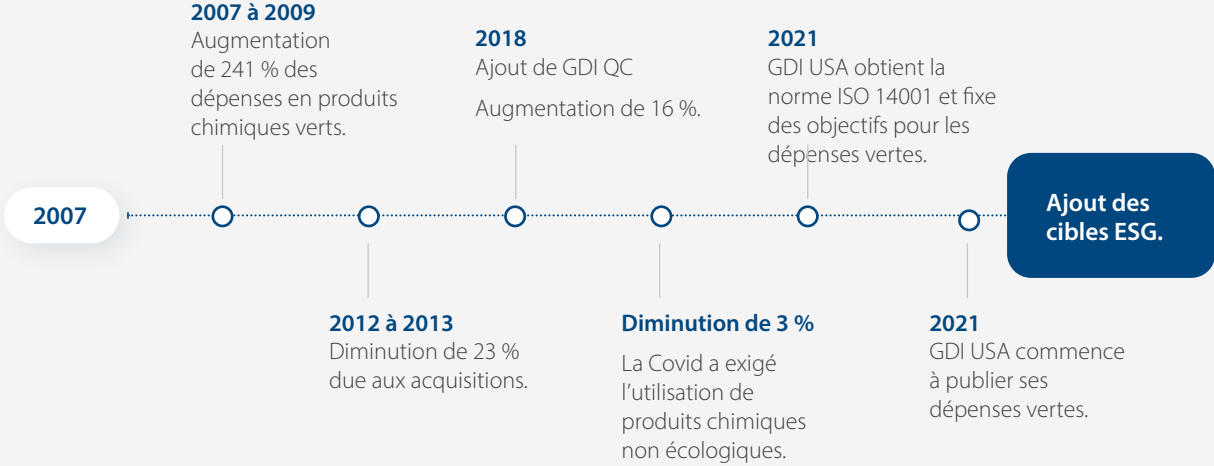 2007
2007 à 2009
Augmentation
de 241 % des
dépenses en produits
chimiques verts.
2012 à 2013
Diminution de 23 %
due aux acquisitions.
2018
Ajout de GDI QC
Augmentation de 16 %.
Diminution de 3 %
La Covid a exigé
l’utilisation de
produits chimiques
non écologiques.
2021
GDI USA obtient la
norme ISO 14001 et fixe
des objectifs pour les
dépenses vertes.
2021
GDI USA commence
à publier ses
dépenses vertes.
Ajout des
cibles ESG.